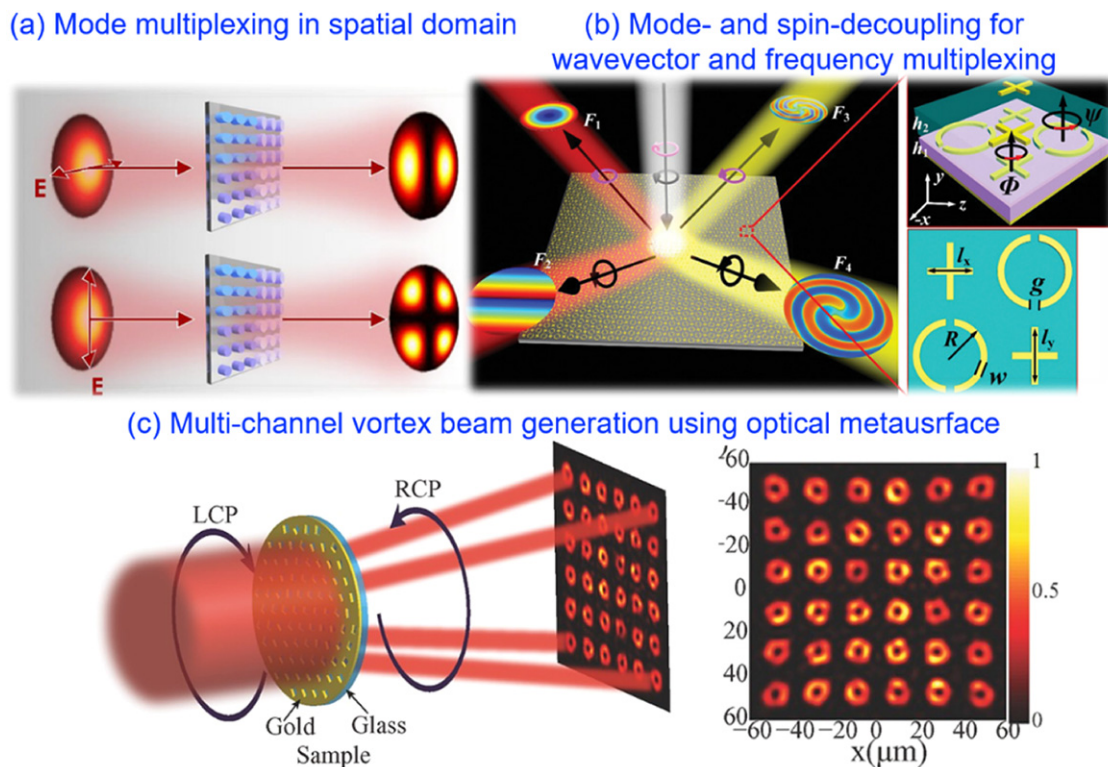 (a) Mode multiplexing in spatial domain
(b) Mode- and spin-decoupling for
wavevector and frequency multiplexing
E
E
F1
F3
F2
F4
h2
h1
Ψ
Φ
y
z
-x
lx
g
R
w
ly
(c) Multi-channel vortex beam generation using optical metausrface
LCP
RCP
Gold
Glass
Sample
-60
-40
-20
0
20
40
60
−60
−40
−20
0
20
40
60
x(μm)
1
0.5
0